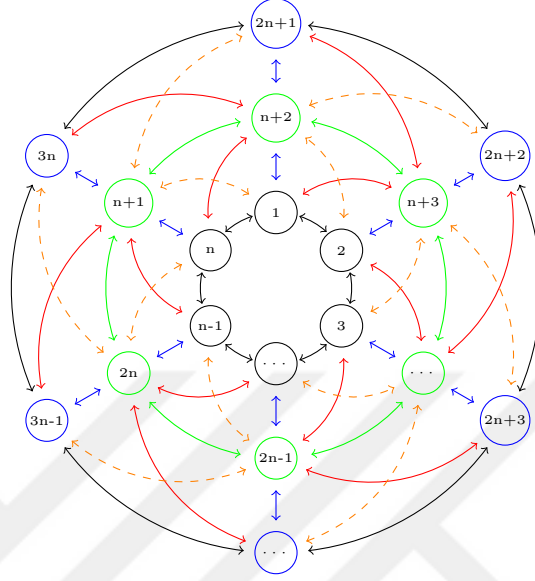 2n+1
n+2
3n
2n+2
n+1
1
n+3
n
2
n-1
3
2n
...
...
3n-1
2n+3
2n-1
...